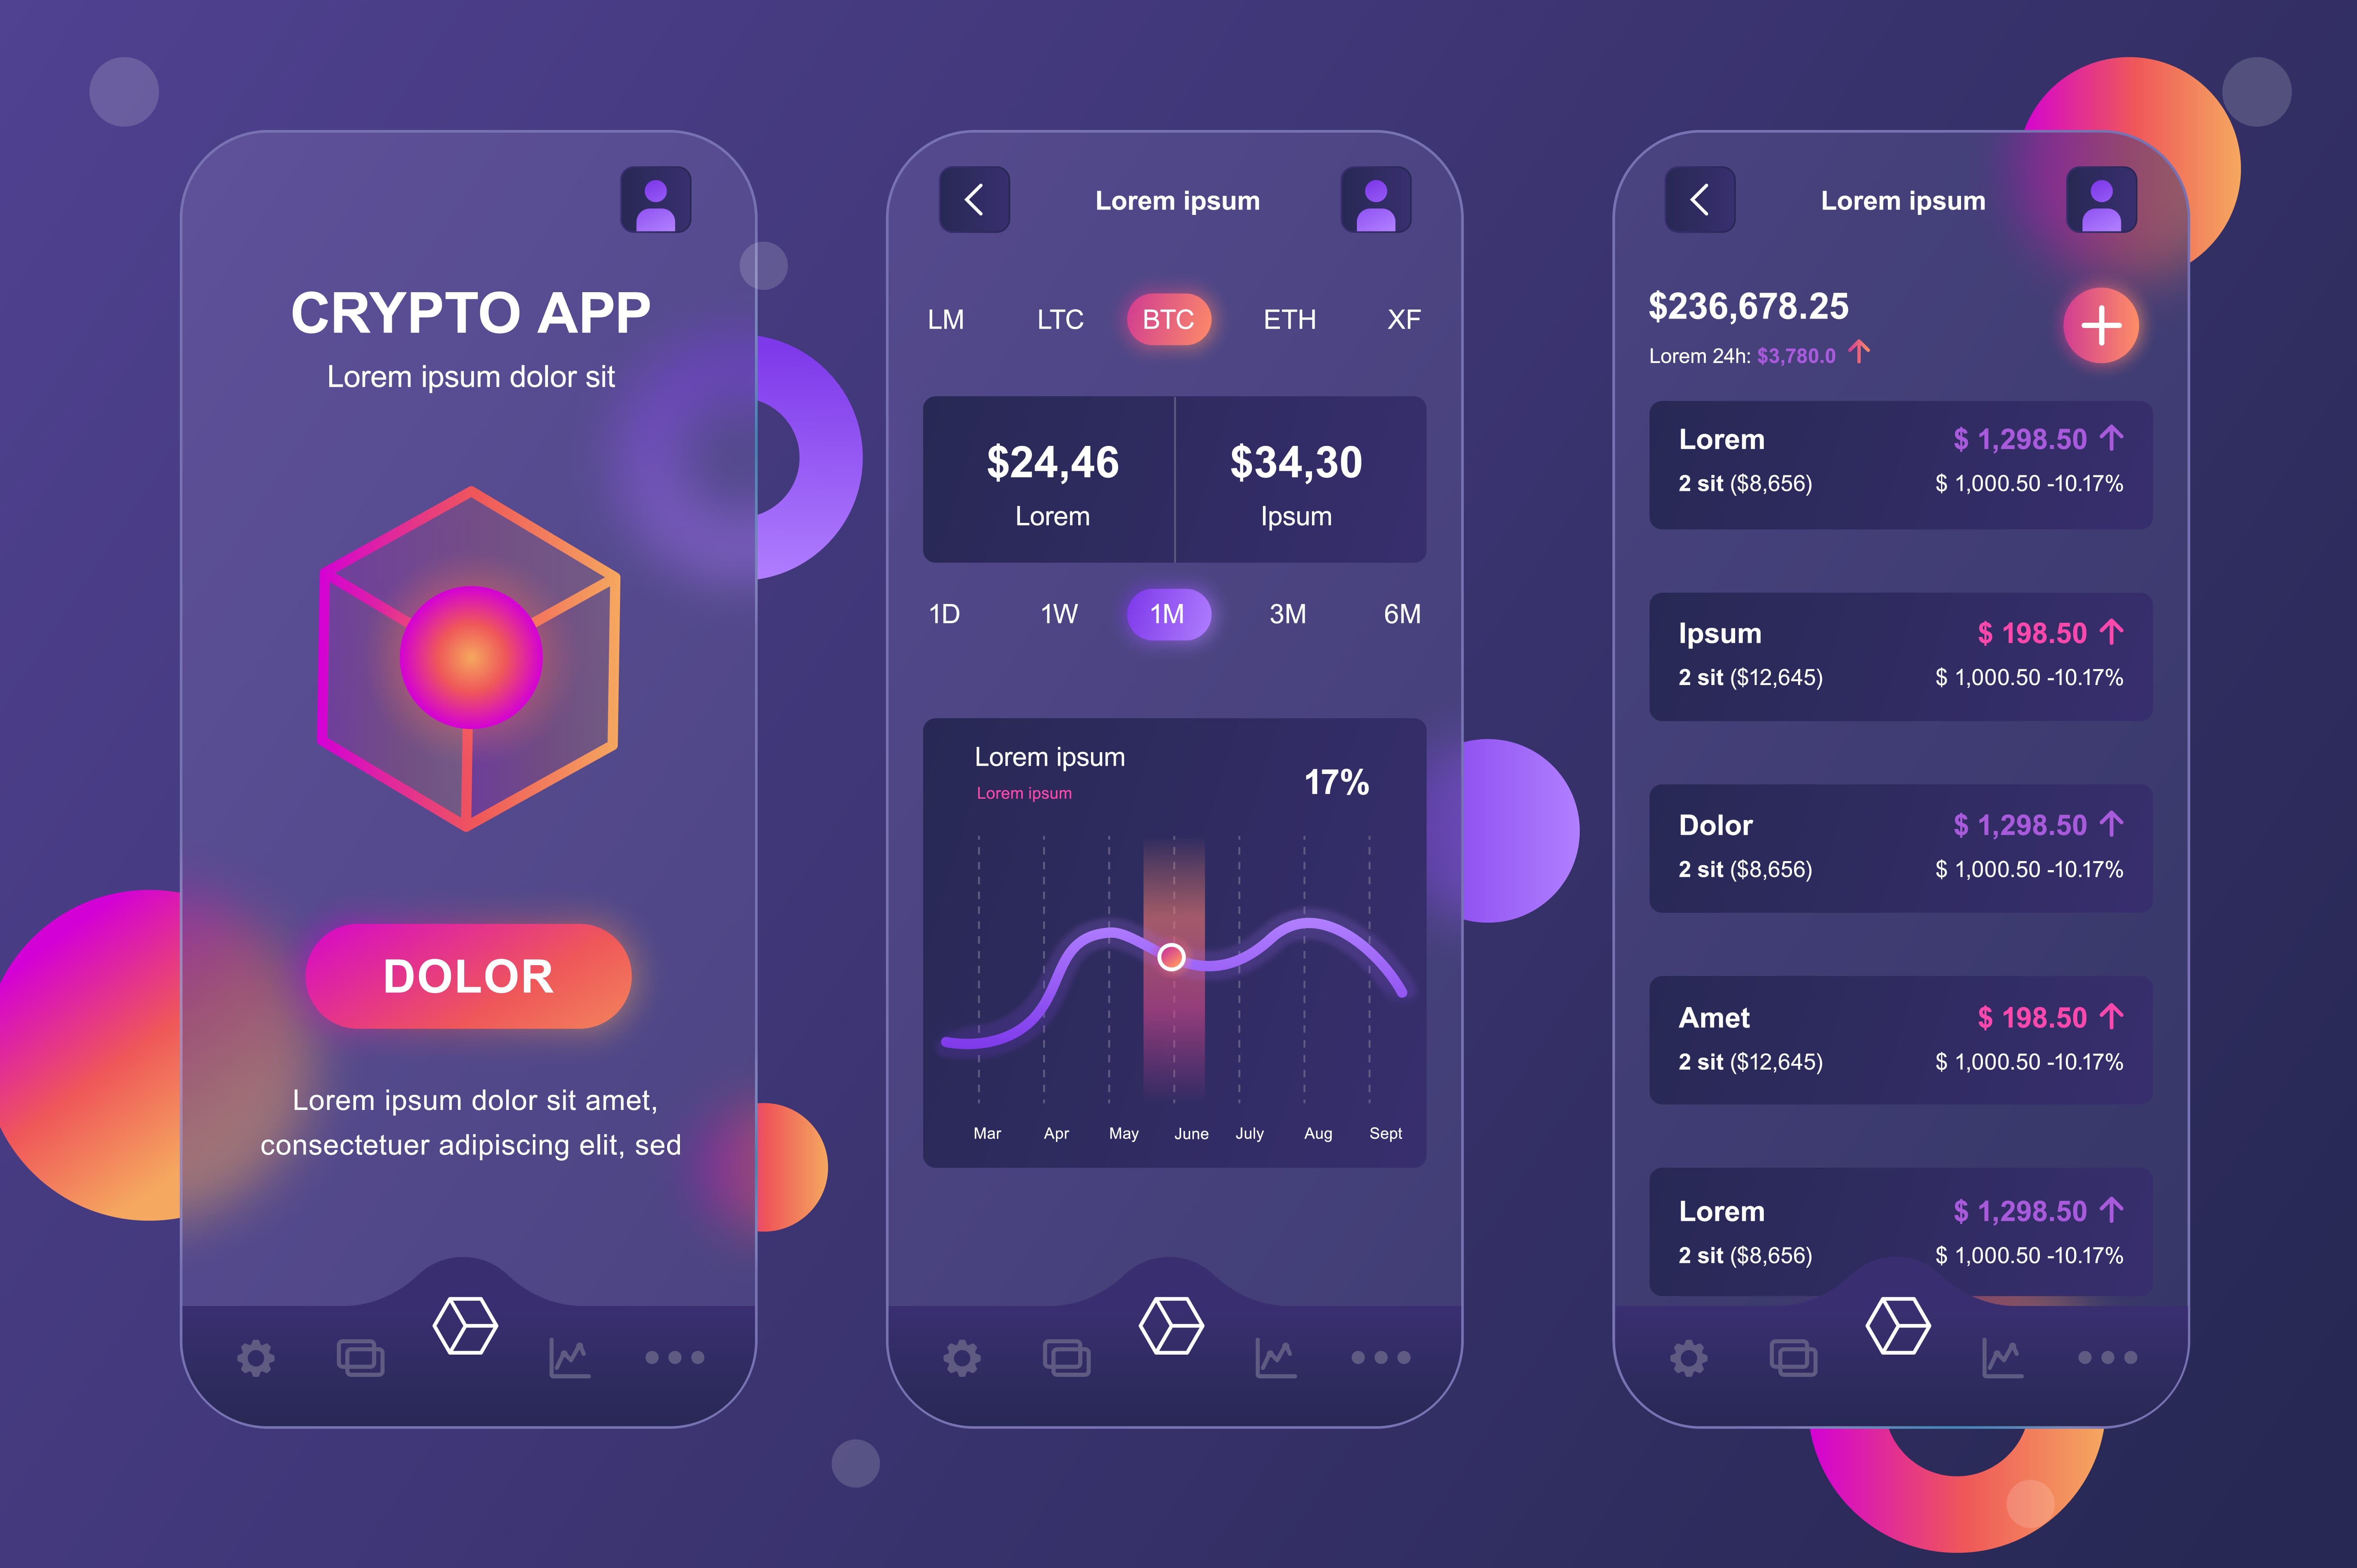 CRYPTO APP
Lorem ipsum dolor sit
DOLOR
Lorem ipsum dolor sit amet,
consectetuer adipiscing elit, sed
Lorem ipsum
LM LTC BTC ETH XF
$24,46 $34,30
Lorem Ipsum
1D 1W 1M 3M 6M
Lorem ipsum
17%
Lorem ipsum
Mar Apr May June July Aug Sept
Lorem ipsum
$236,678.25
Lorem 24h: $3,780.0
Lorem $ 1,298.50
2 sit ($8,656) $ 1,000.50 -10.17%
Ipsum $ 198.50
2 sit ($12,645) $ 1,000.50 -10.17%
Dolor $ 1,298.50
2 sit ($8,656) $ 1,000.50 -10.17%
Amet $ 198.50
2 sit ($12,645) $ 1,000.50 -10.17%
Lorem $ 1,298.50
2 sit ($8,656) $ 1,000.50 -10.17%